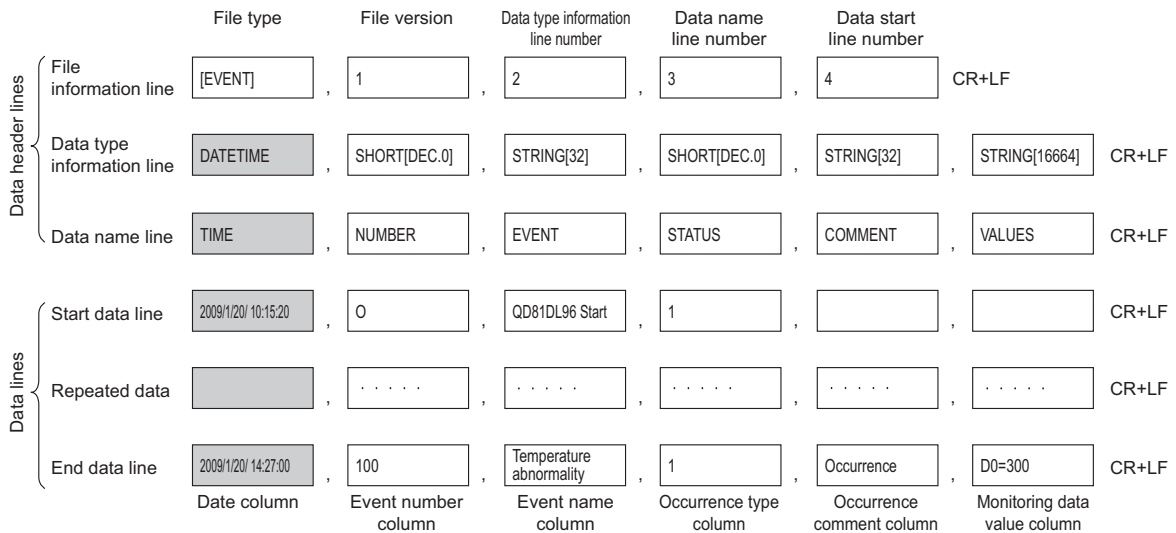 File type File version Data type information line number Data name line number Data start line number
Data header lines
File information line [EVENT] , 1 , 2 , 3 , 4 CR+LF
Data type information line DATETIME , SHORT[DEC.0] , STRING[32] , SHORT[DEC.0] , STRING[32] , STRING[16664] CR+LF
Data name line TIME , NUMBER , EVENT , STATUS , COMMENT , VALUES CR+LF
Data lines
Start data line 2009/1/20/ 10:15:20 , O , QD81DL96 Start , 1 , , CR+LF
Repeated data , · · · · · , · · · · · , · · · · · , · · · · · , · · · · · CR+LF
End data line 2009/1/20/ 14:27:00 , 100 , Temperature abnormality , 1 , Occurrence , D0=300 CR+LF
Date column Event number column Event name column Occurrence type column Occurrence comment column Monitoring data value column